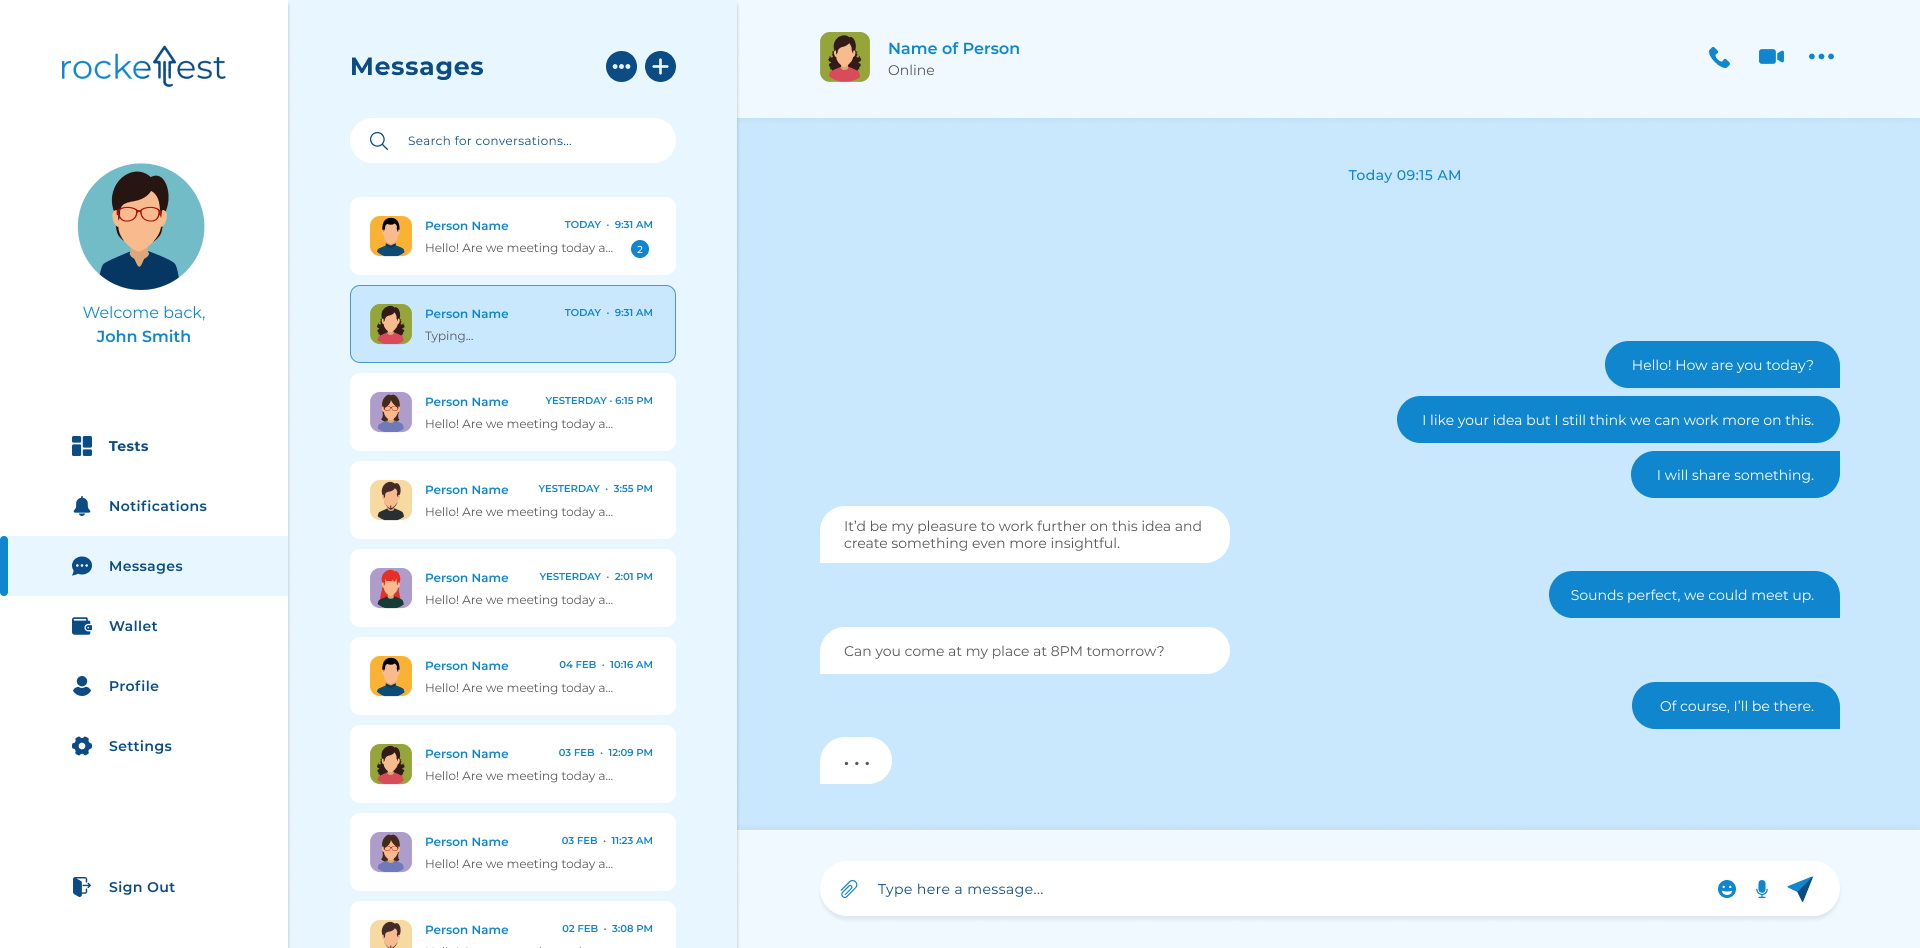 rocketest
Welcome back,
John Smith
Tests
Notifications
Messages
Wallet
Profile
Settings
Sign Out
Messages
Search for conversations...
Person Name TODAY · 9:31 AM
Hello! Are we meeting today a... 2
Person Name TODAY · 9:31 AM
Typing...
Person Name YESTERDAY · 6:15 PM
Hello! Are we meeting today a...
Person Name YESTERDAY · 3:55 PM
Hello! Are we meeting today a...
Person Name YESTERDAY · 2:01 PM
Hello! Are we meeting today a...
Person Name 04 FEB · 10:16 AM
Hello! Are we meeting today a...
Person Name 03 FEB · 12:09 PM
Hello! Are we meeting today a...
Person Name 03 FEB · 11:23 AM
Hello! Are we meeting today a...
Person Name 02 FEB · 3:08 PM
Name of Person
Online
Today 09:15 AM
Hello! How are you today?
I like your idea but I still think we can work more on this.
I will share something.
It'd be my pleasure to work further on this idea and
create something even more insightful.
Sounds perfect, we could meet up.
Can you come at my place at 8PM tomorrow?
Of course, I'll be there.
...
Type here a message...